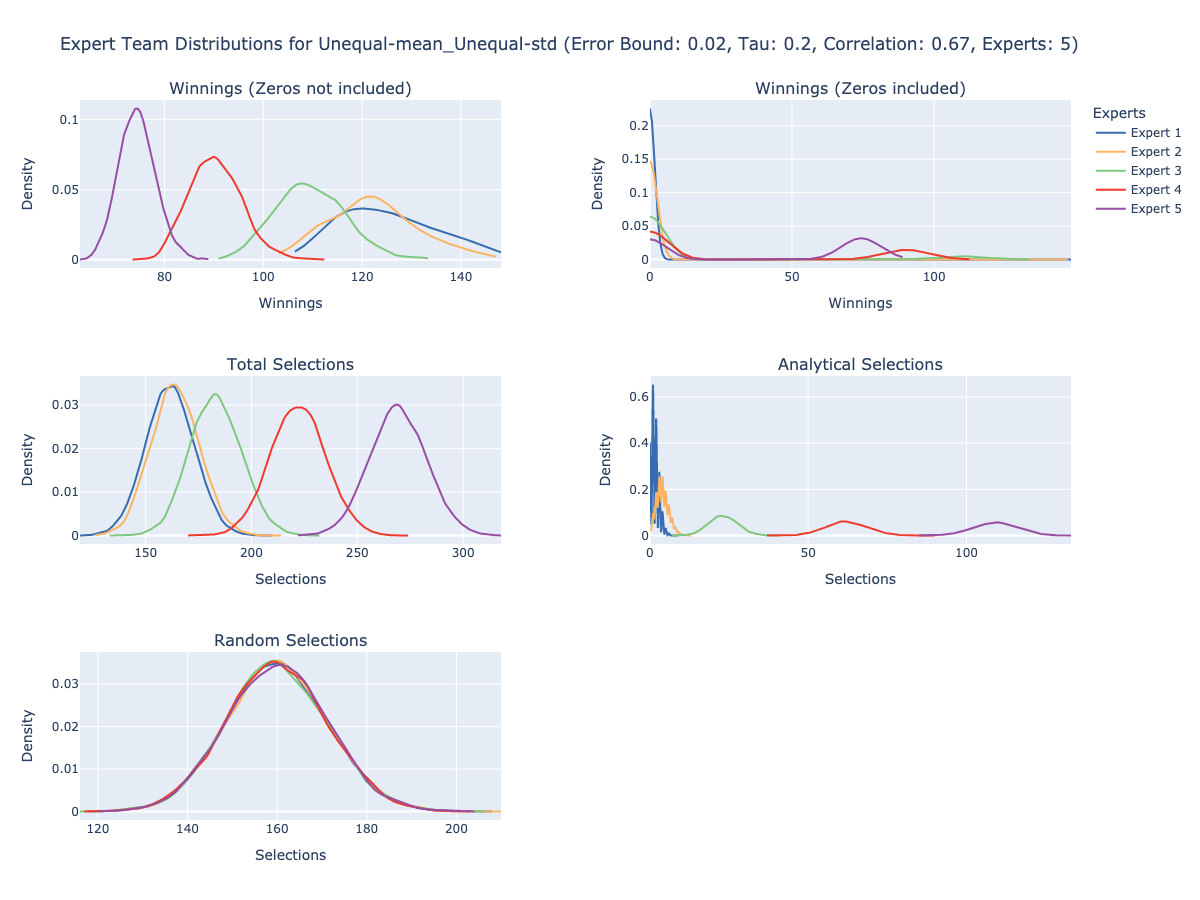 Expert Team Distributions for Unequal-mean_Unequal-std (Error Bound: 0.02, Tau: 0.2, Correlation: 0.67, Experts: 5)
Winnings (Zeros not included)
0.1
0.05
0
Density
80 100 120 140
Winnings
Winnings (Zeros included)
0.2
0.15
0.1
0.05
0
Density
0 50 100
Winnings
Experts
Expert 1
Expert 2
Expert 3
Expert 4
Expert 5
Total Selections
0.03
0.02
0.01
0
Density
150 200 250 300
Selections
Analytical Selections
0.6
0.4
0.2
0
Density
0 50 100
Selections
Random Selections
0.03
0.02
0.01
0
Density
120 140 160 180 200
Selections